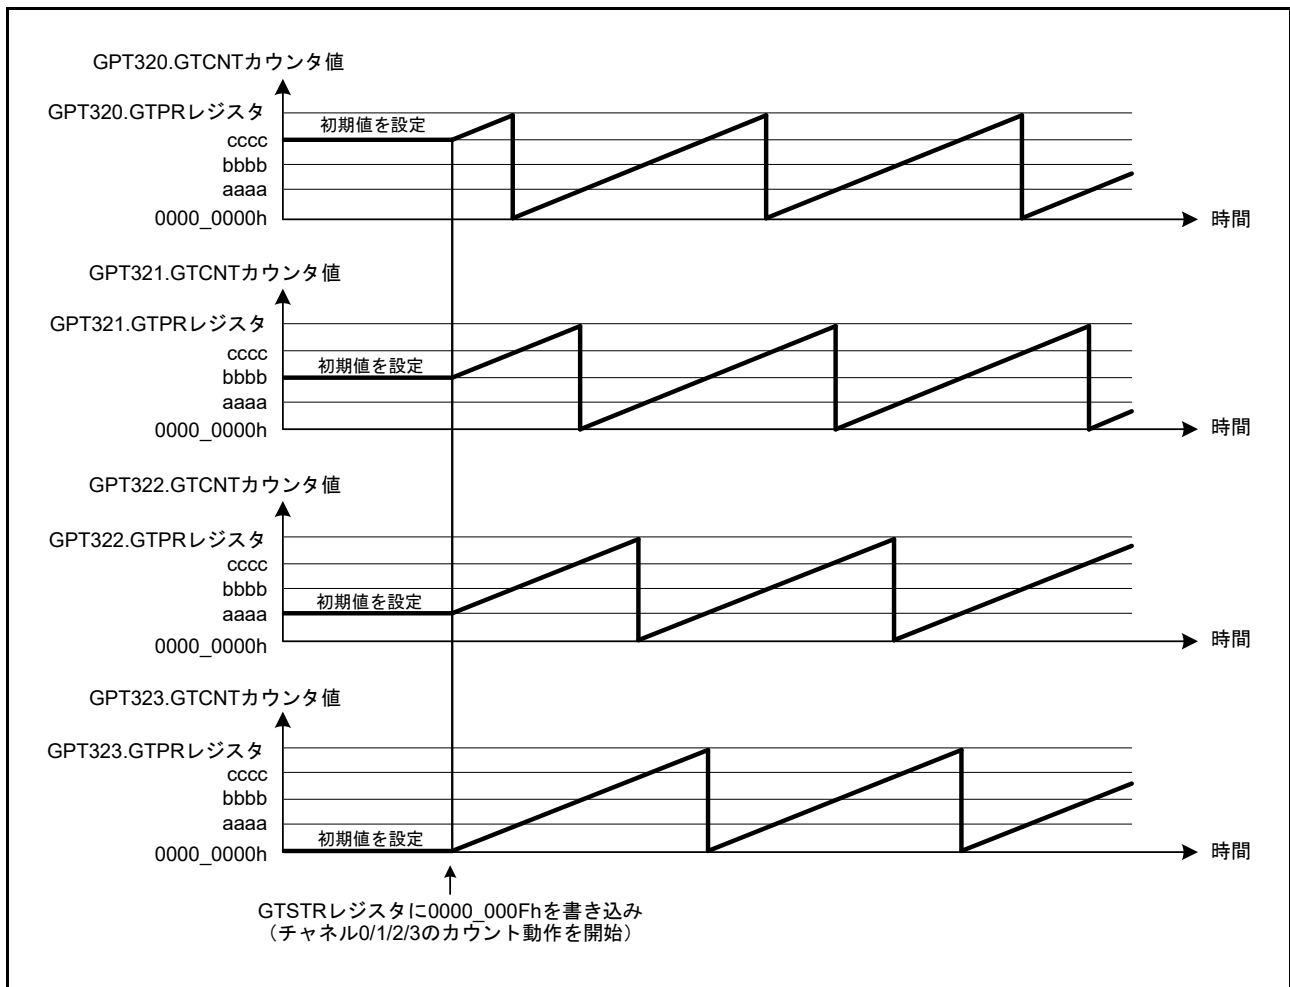 GPT320.GTCNTカウンタ値
GPT320.GTPRレジスタ
初期値を設定
cccc
bbbb
aaaa
0000_0000h
時間
GPT321.GTCNTカウンタ値
GPT321.GTPRレジスタ
cccc
初期値を設定
bbbb
aaaa
0000_0000h
時間
GPT322.GTCNTカウンタ値
GPT322.GTPRレジスタ
cccc
bbbb
初期値を設定
aaaa
0000_0000h
時間
GPT323.GTCNTカウンタ値
GPT323.GTPRレジスタ
cccc
bbbb
aaaa
初期値を設定
0000_0000h
時間
GTSTRレジスタに0000_000Fhを書き込み
（チャネル0/1/2/3のカウント動作を開始）